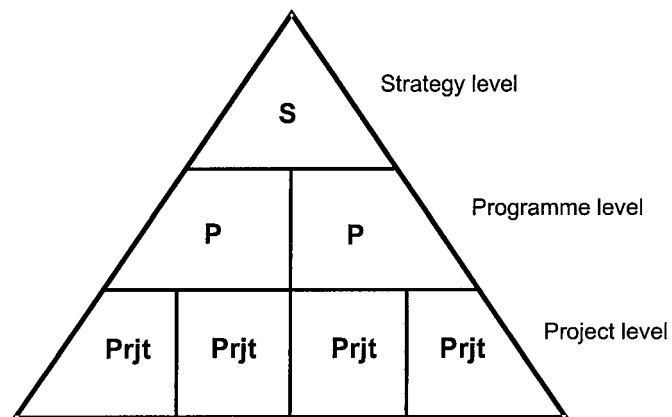 Strategy level
S
Programme level
P P
Project level
Prjt Prjt Prjt Prjt